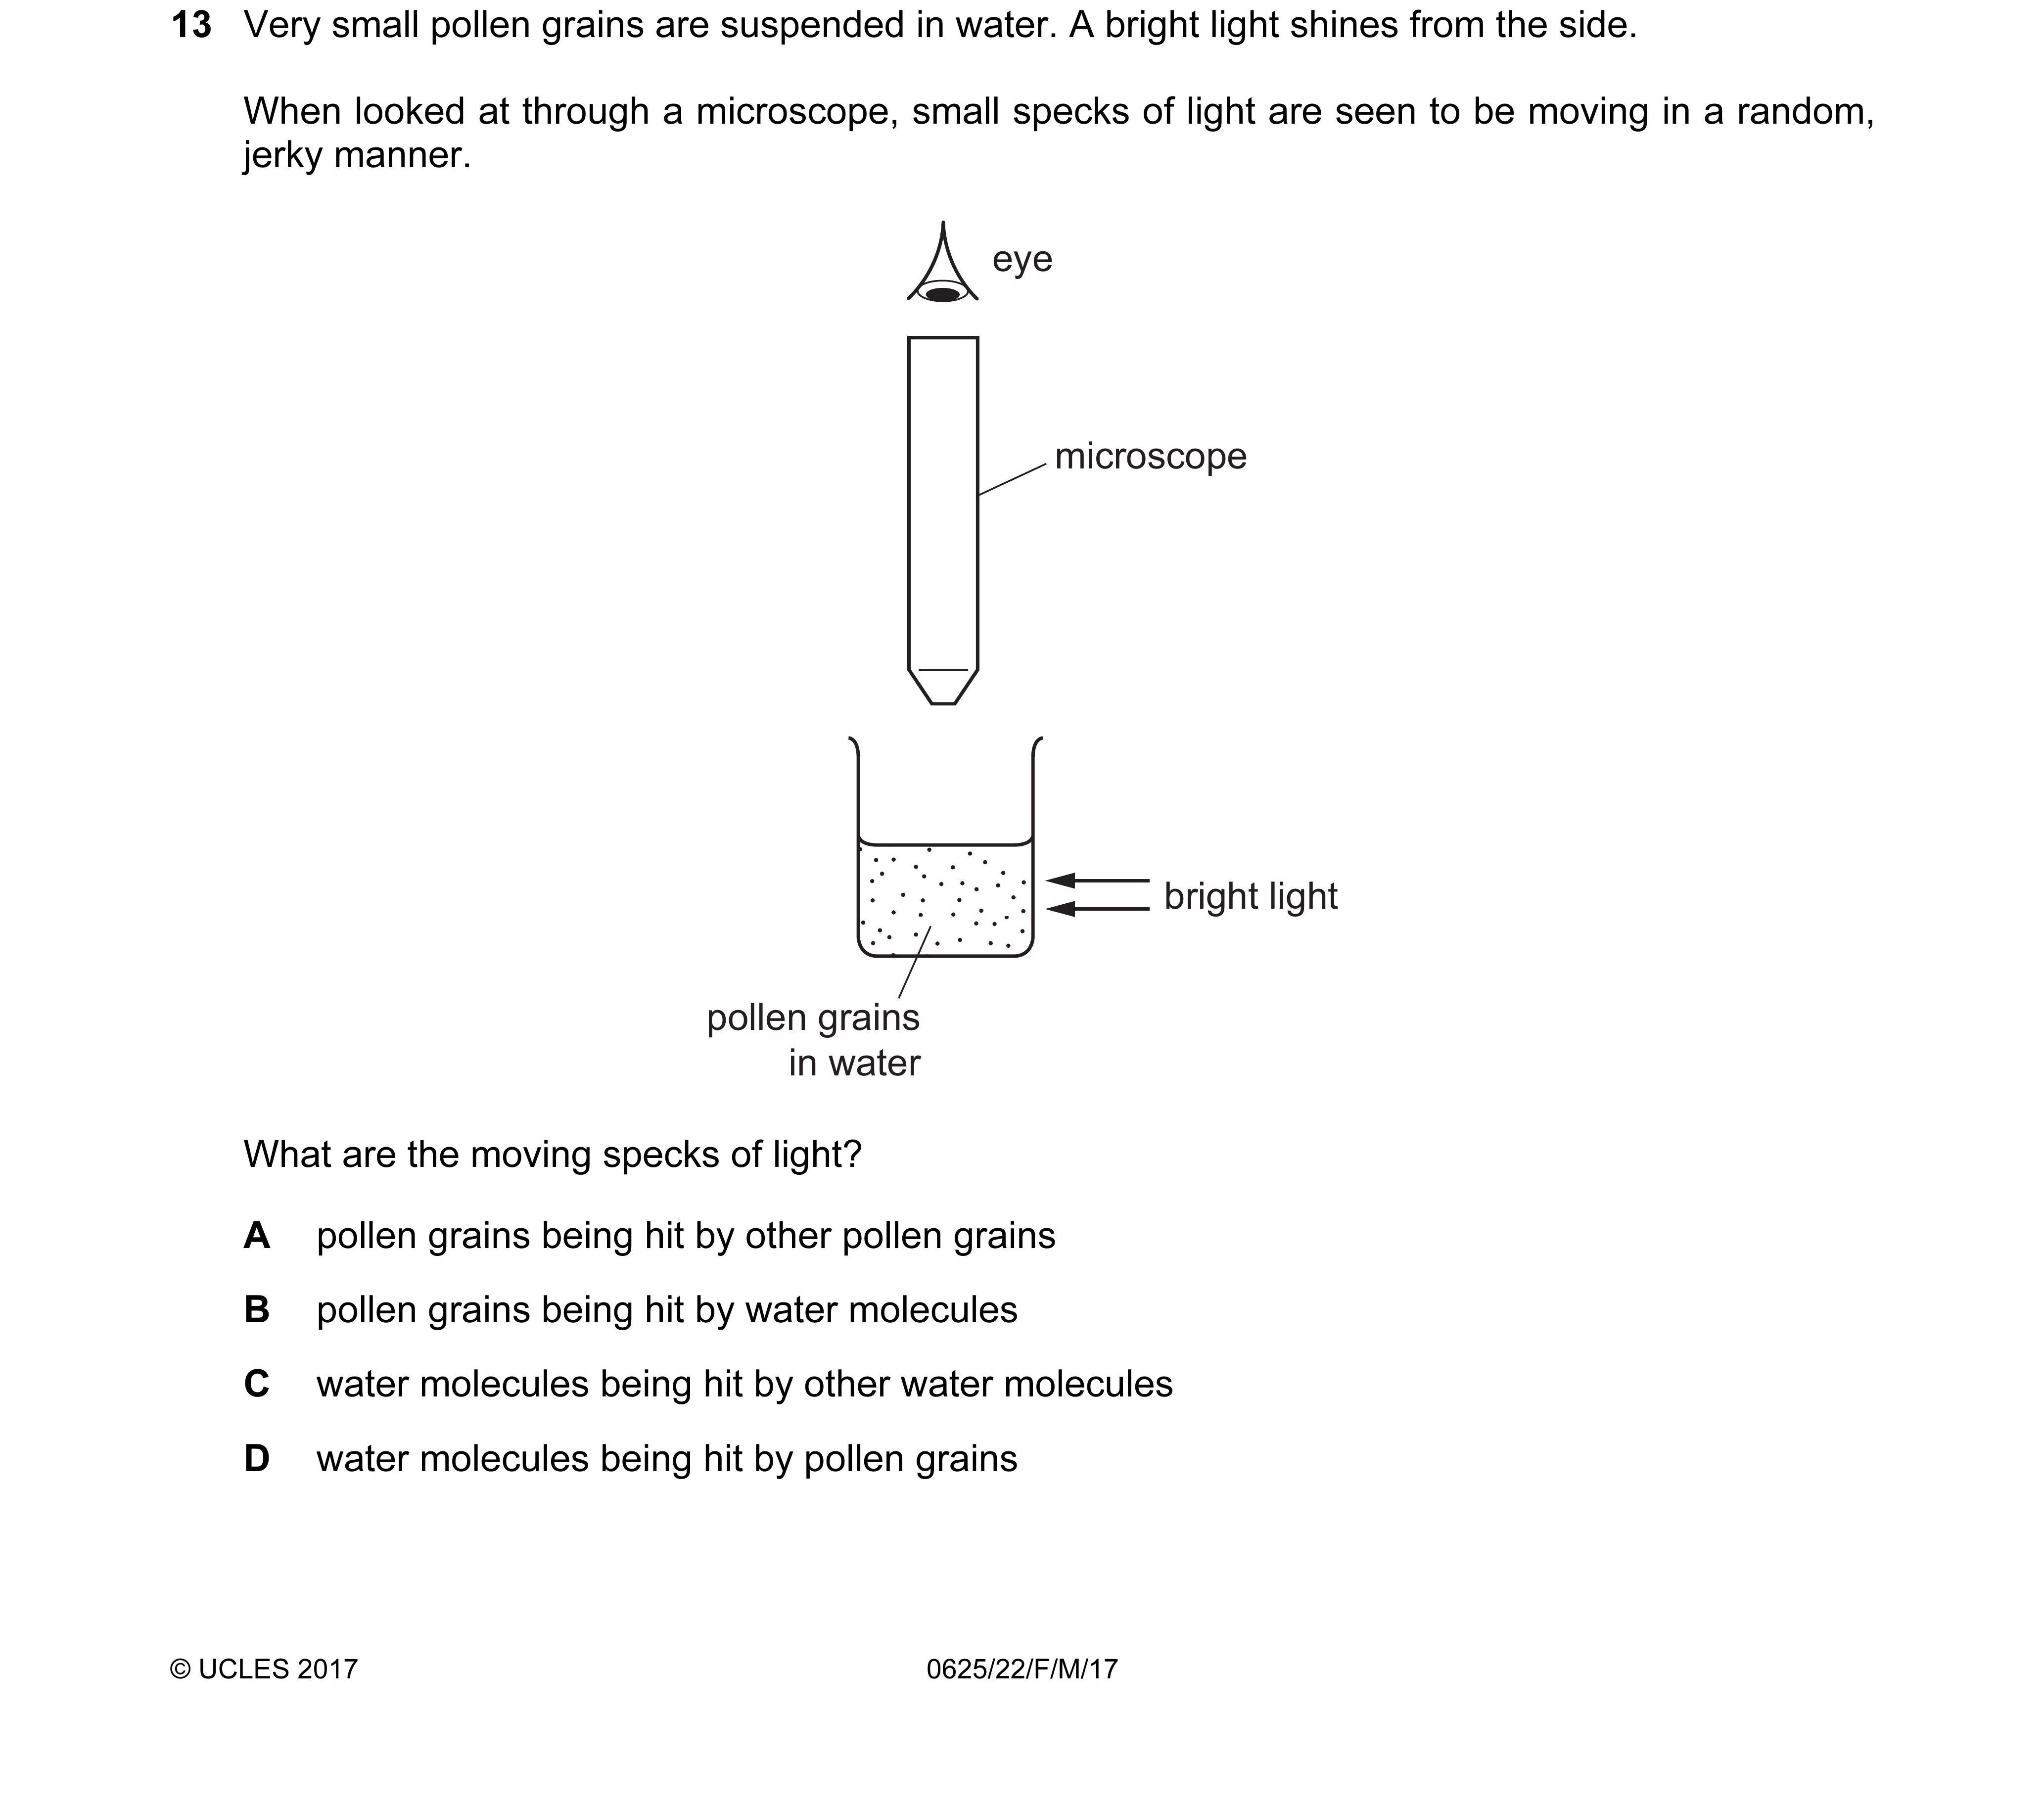 13 Very small pollen grains are suspended in water. A bright light shines from the side.
When looked at through a microscope, small specks of light are seen to be moving in a random,
jerky manner.
eye
microscope
bright light
pollen grains
in water
What are the moving specks of light?
A pollen grains being hit by other pollen grains
B pollen grains being hit by water molecules
C water molecules being hit by other water molecules
D water molecules being hit by pollen grains
© UCLES 2017 0625/22/F/M/17